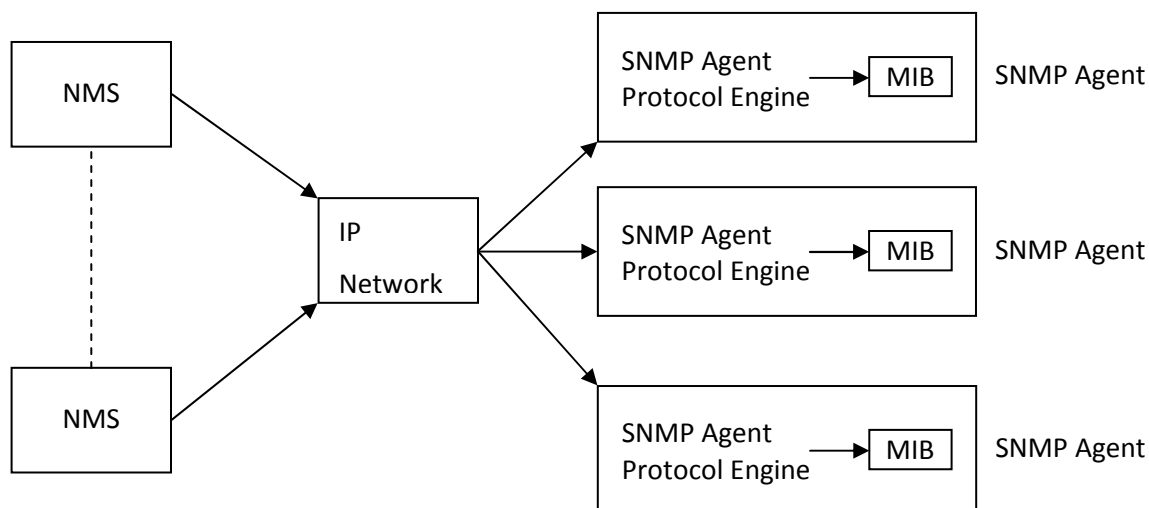 NMS
NMS
IP
Network
SNMP Agent
Protocol Engine
MIB
SNMP Agent
SNMP Agent
Protocol Engine
MIB
SNMP Agent
SNMP Agent
Protocol Engine
MIB
SNMP Agent